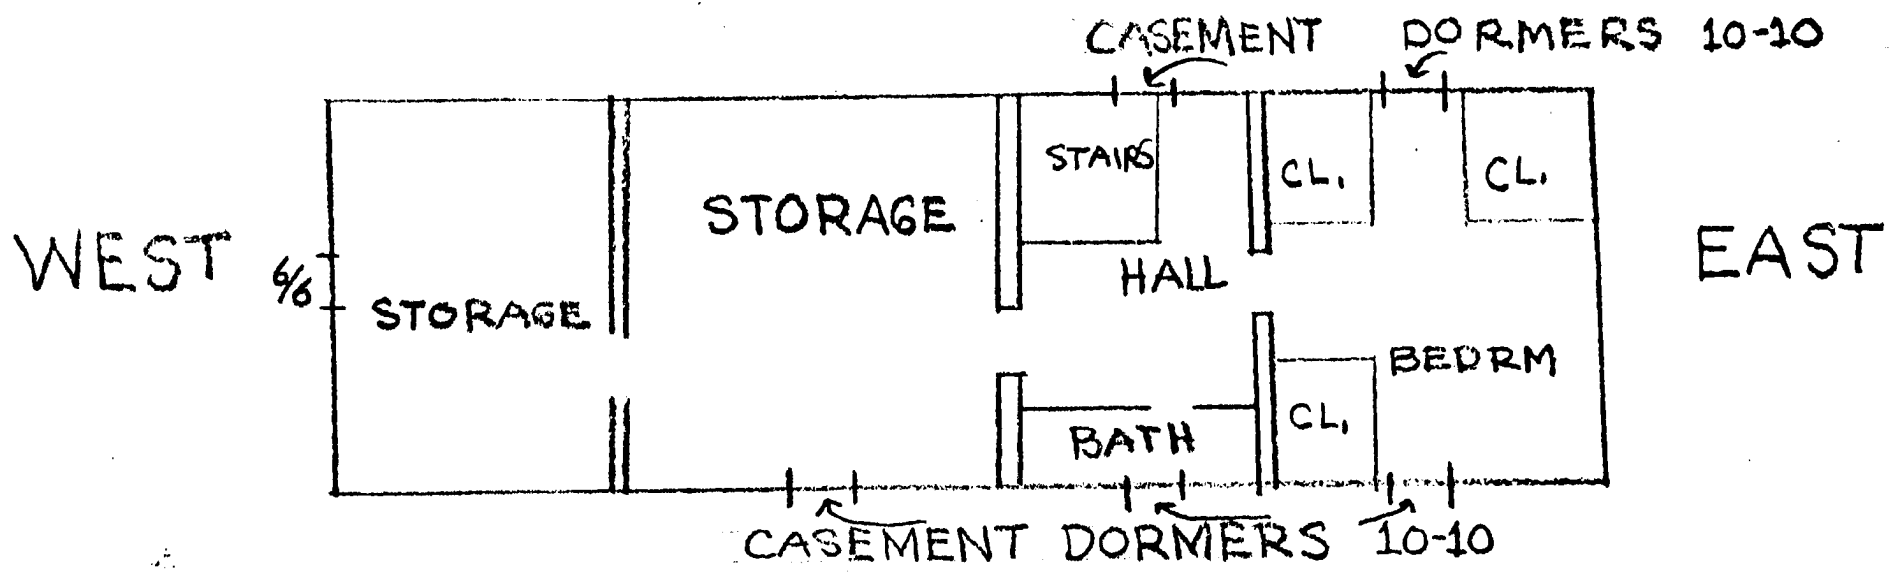 CASEMENT DORMERS 10-10
STAIRS
CL.
CL.
STORAGE
WEST
EAST
6/6
HALL
STORAGE
BEDRM
CL.
BATH
CASEMENT DORMERS 10-10